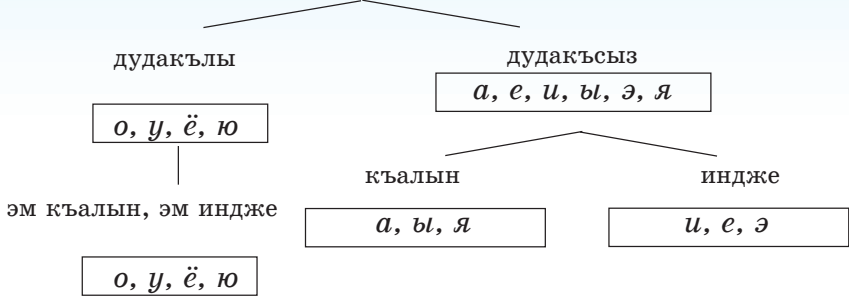 дудакълы
дудакъсыз
о, у, ё, ю
а, е, и, ы, э, я
эм къалын, эм индже
о, у, ё, ю
къалын
индже
а, ы, я
и, е, э